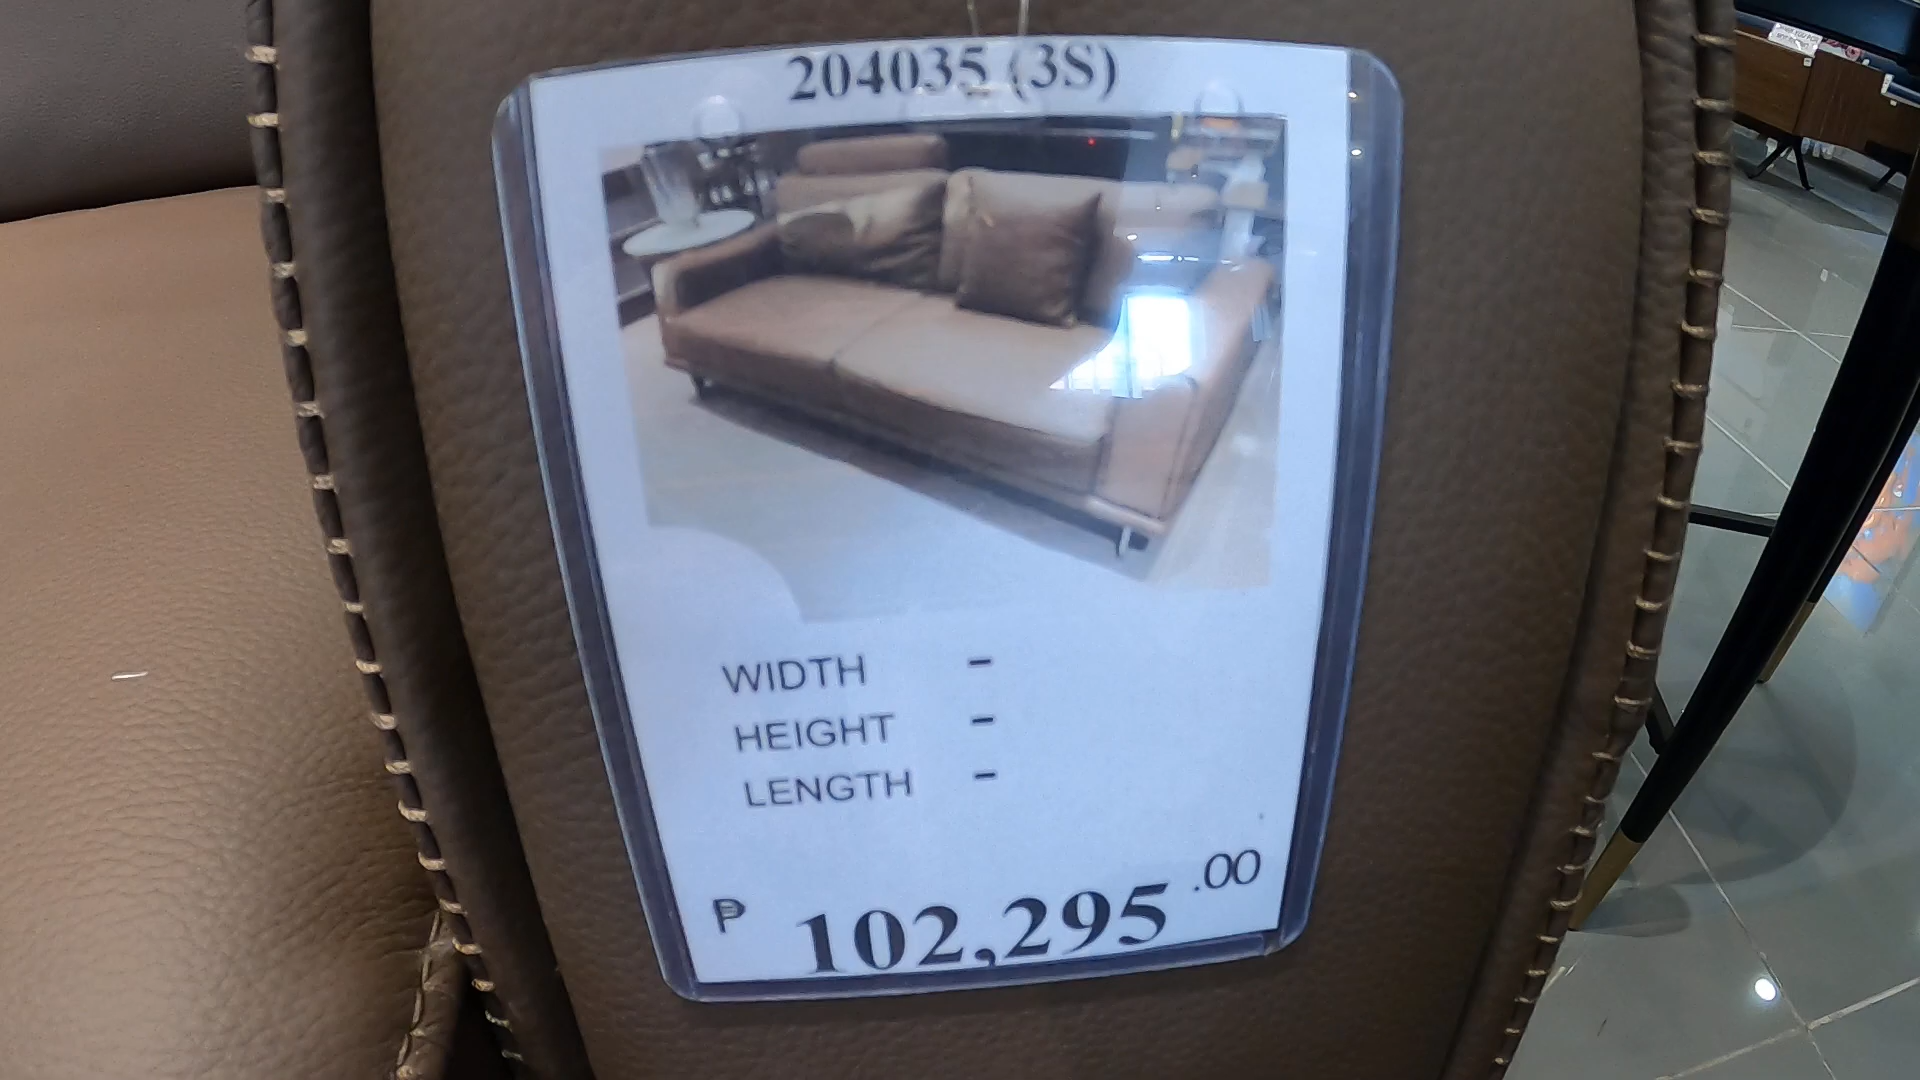 204035 (3S)
WIDTH -
HEIGHT -
LENGTH -
₱ 102,295.00